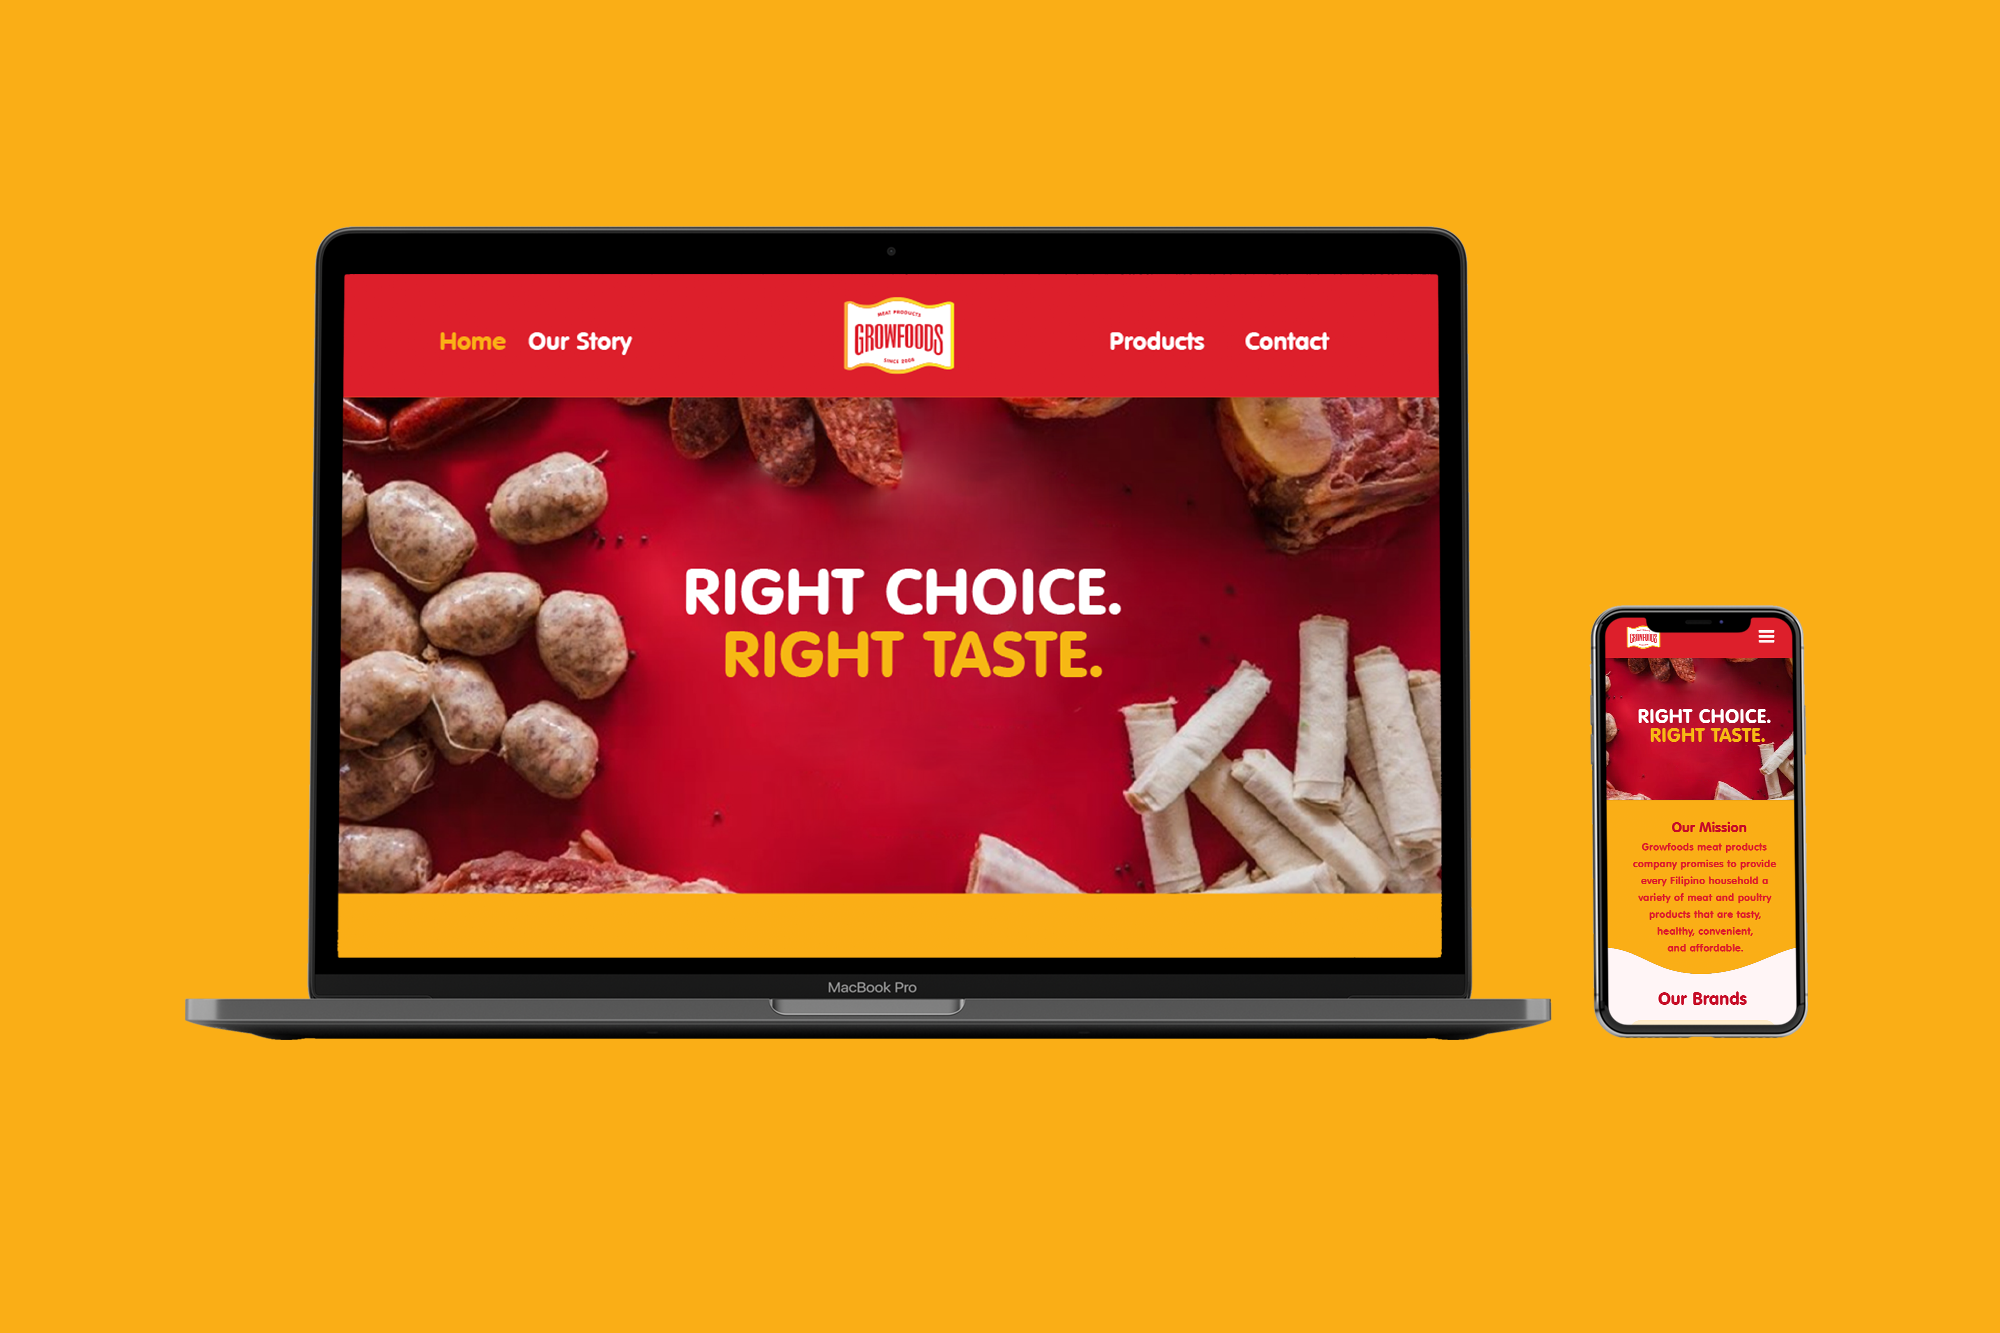 Home
Our Story
MEAT PRODUCTS
GROWFOODS
SINCE 2008
Products
Contact
RIGHT CHOICE.
RIGHT TASTE.
MacBook Pro
GROWFOODS
RIGHT CHOICE.
RIGHT TASTE.
Our Mission
Growfoods meat products
company promises to provide
every Filipino household a
variety of meat and poultry
products that are tasty,
healthy, convenient,
and affordable.
Our Brands